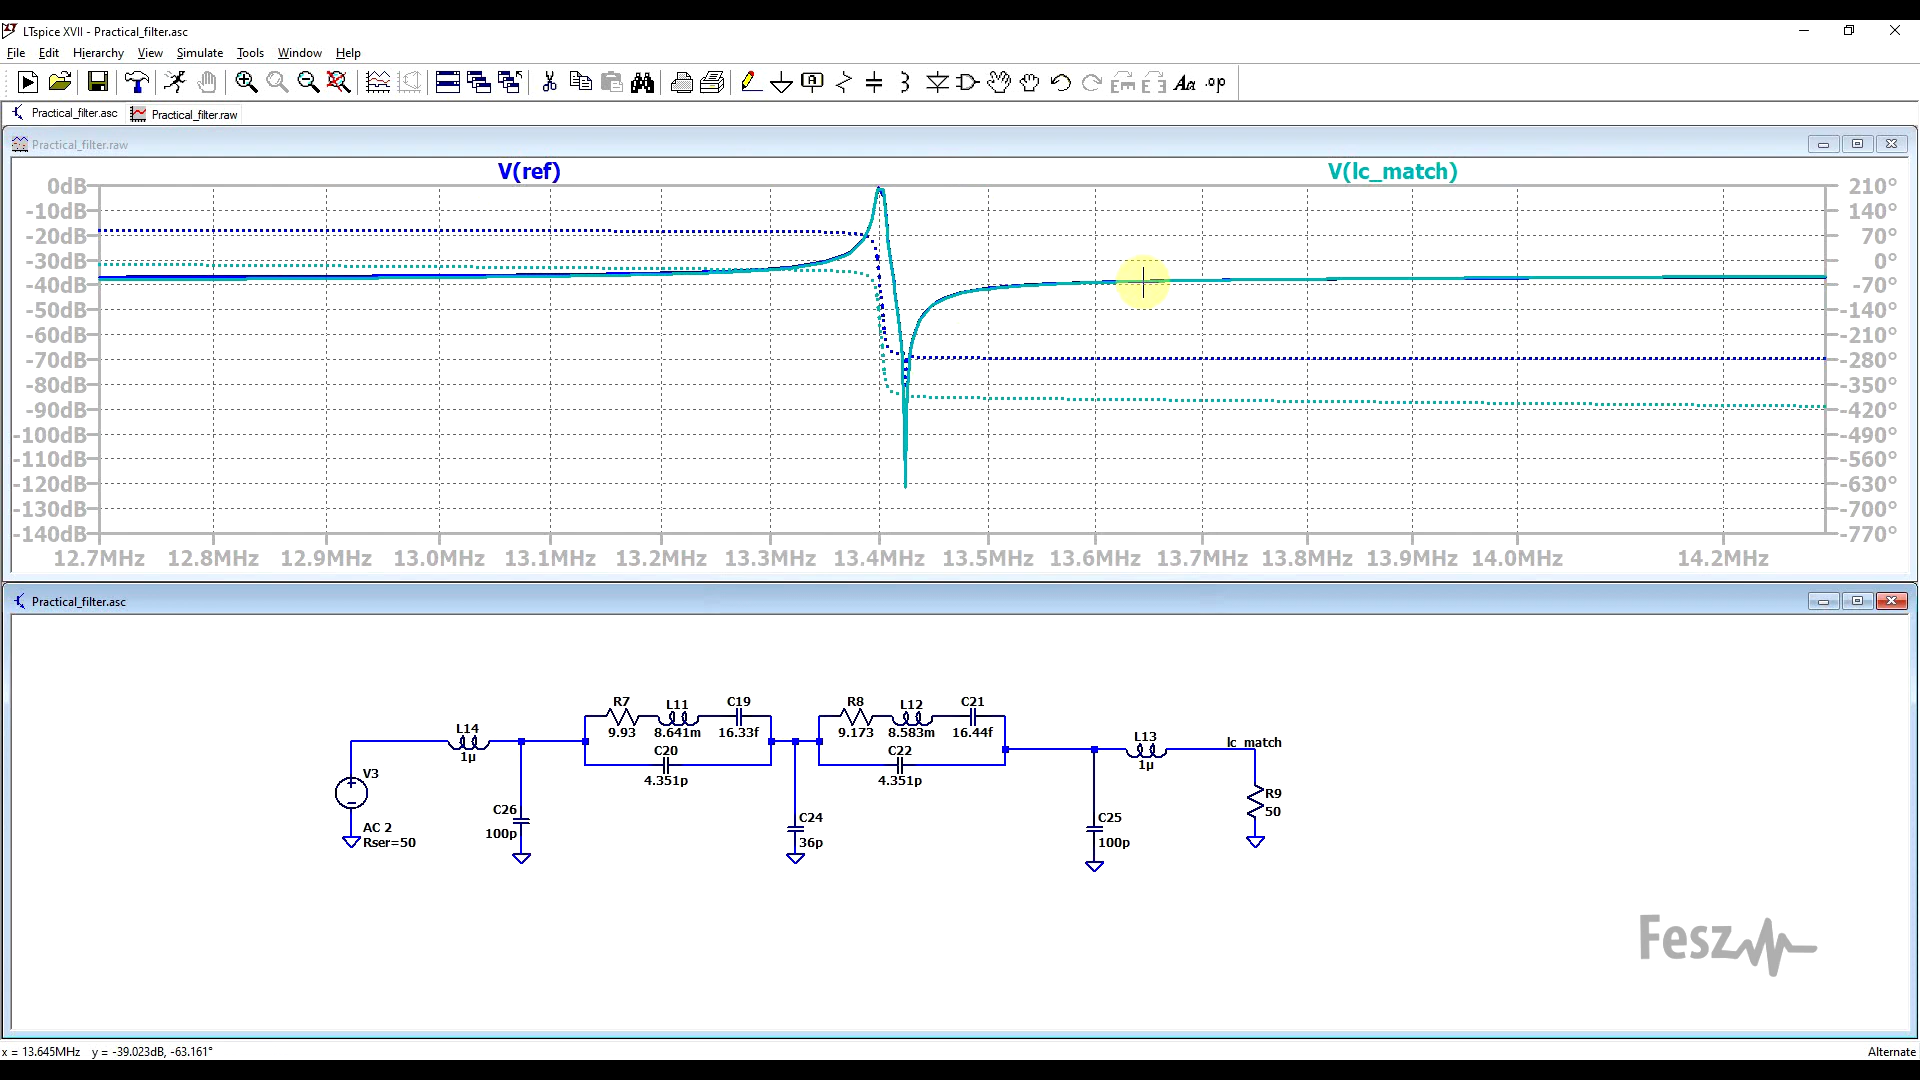 LTspice XVII - Practical_filter.asc
File Edit Hierarchy View Simulate Tools Window Help
Practical_filter.asc Practical_filter.raw
Practical_filter.raw
V(ref) V(lc_match)
0dB 210°
-10dB 140°
-20dB 70°
-30dB 0°
-40dB -70°
-50dB -140°
-60dB -210°
-70dB -280°
-80dB -350°
-90dB -420°
-100dB -490°
-110dB -560°
-120dB -630°
-130dB -700°
-140dB -770°
12.7MHz 12.8MHz 12.9MHz 13.0MHz 13.1MHz 13.2MHz 13.3MHz 13.4MHz 13.5MHz 13.6MHz 13.7MHz 13.8MHz 13.9MHz 14.0MHz 14.2MHz
Practical_filter.asc
R7 L11 C19 R8 L12 C21
9.93 8.641m 16.33f 9.173 8.583m 16.44f
L14 L13 lc_match
1µ C20 C22 1µ
4.351p 4.351p
V3
AC 2
Rser=50
C26
100p
C24
36p
C25
100p
R9
50
Fesz
x = 13.645MHz y = -39.023dB, -63.161° Alternate